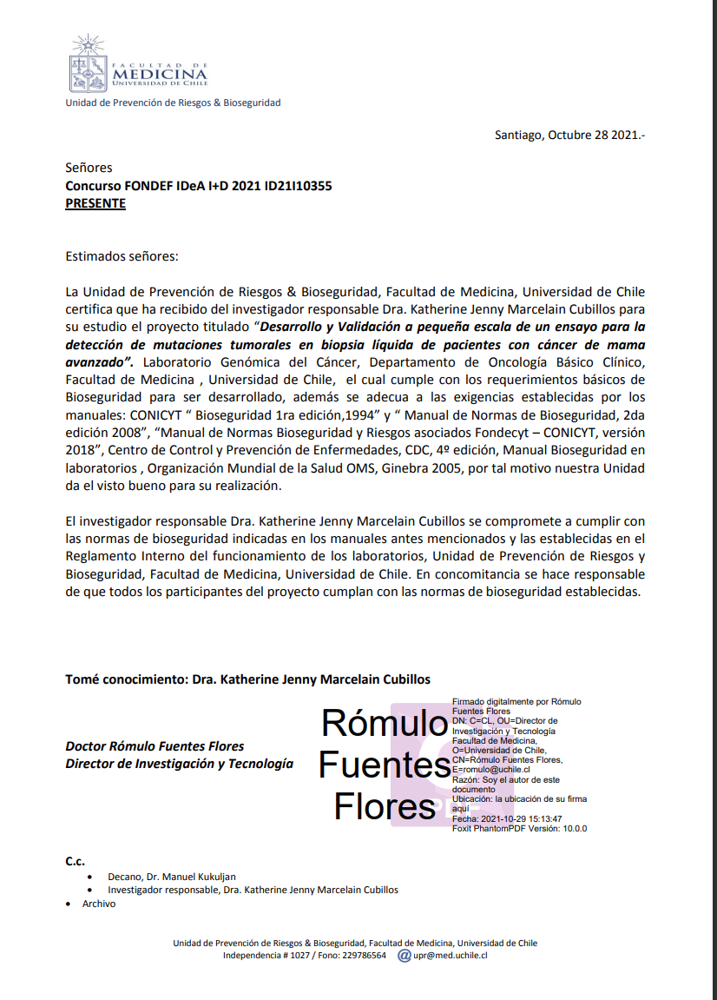 FACULTAD DE
MEDICINA
UNIVERSIDAD DE CHILE
Unidad de Prevención de Riesgos & Bioseguridad
Santiago, Octubre 28 2021.-
Señores
Concurso FONDEF IDeA I+D 2021 ID21I10355
PRESENTE
Estimados señores:
La Unidad de Prevención de Riesgos & Bioseguridad, Facultad de Medicina, Universidad de Chile
certifica que ha recibido del investigador responsable Dra. Katherine Jenny Marcelain Cubillos para
su estudio el proyecto titulado “Desarrollo y Validación a pequeña escala de un ensayo para la
detección de mutaciones tumorales en biopsia líquida de pacientes con cáncer de mama
avanzado”. Laboratorio Genómica del Cáncer, Departamento de Oncología Básico Clínico,
Facultad de Medicina , Universidad de Chile, el cual cumple con los requerimientos básicos de
Bioseguridad para ser desarrollado, además se adecua a las exigencias establecidas por los
manuales: CONICYT “ Bioseguridad 1ra edición,1994” y “ Manual de Normas de Bioseguridad, 2da
edición 2008”, “Manual de Normas Bioseguridad y Riesgos asociados Fondecyt – CONICYT, versión
2018”, Centro de Control y Prevención de Enfermedades, CDC, 4º edición, Manual Bioseguridad en
laboratorios , Organización Mundial de la Salud OMS, Ginebra 2005, por tal motivo nuestra Unidad
da el visto bueno para su realización.
El investigador responsable Dra. Katherine Jenny Marcelain Cubillos se compromete a cumplir con
las normas de bioseguridad indicadas en los manuales antes mencionados y las establecidas en el
Reglamento Interno del funcionamiento de los laboratorios, Unidad de Prevención de Riesgos y
Bioseguridad, Facultad de Medicina, Universidad de Chile. En concomitancia se hace responsable
de que todos los participantes del proyecto cumplan con las normas de bioseguridad establecidas.
Tomé conocimiento: Dra. Katherine Jenny Marcelain Cubillos
Doctor Rómulo Fuentes Flores
Director de Investigación y Tecnología
Rómulo
Fuentes
Flores
PDF
Firmado digitalmente por Rómulo
Fuentes Flores
DN: C=CL, OU=Director de
Investigación y Tecnología
Facultad de Medicina,
O=Universidad de Chile,
CN=Rómulo Fuentes Flores,
E=romulo@uchile.cl
Razón: Soy el autor de este
documento
Ubicación: la ubicación de su firma
aquí
Fecha: 2021-10-29 15:13:47
Foxit PhantomPDF Versión: 10.0.0
C.c.
• Decano, Dr. Manuel Kukuljan
• Investigador responsable, Dra. Katherine Jenny Marcelain Cubillos
• Archivo
Unidad de Prevención de Riesgos & Bioseguridad, Facultad de Medicina, Universidad de Chile
Independencia # 1027 / Fono: 229786564 @ upr@med.uchile.cl